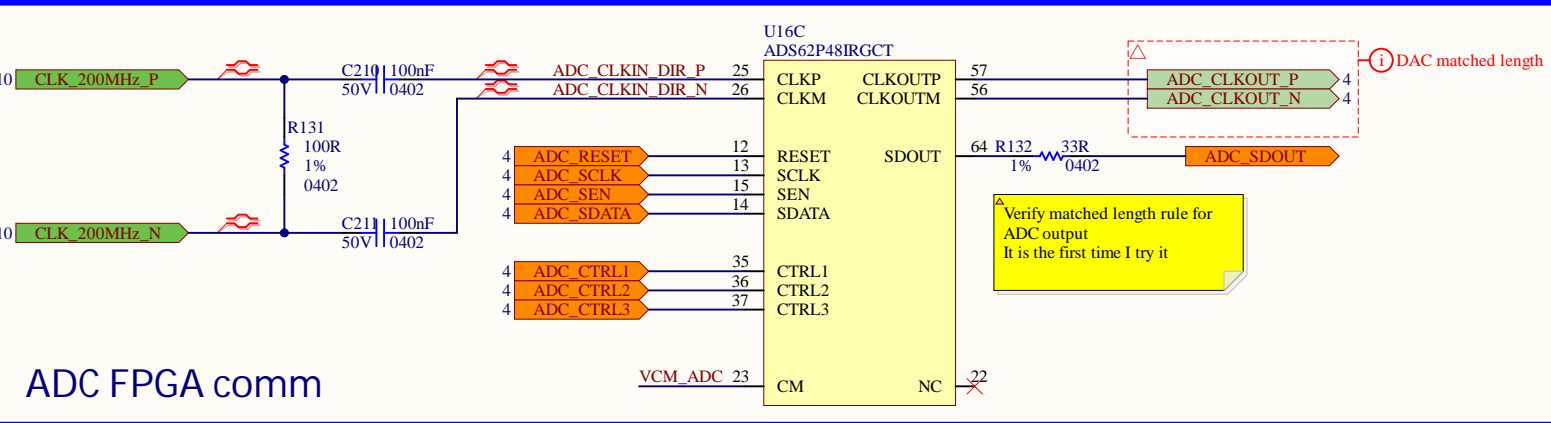 U16C
ADS62P48IRGCT
10 CLK_200MHz_P
C210 100nF
50V 0402
ADC_CLKIN_DIR_P 25 CLKP
ADC_CLKIN_DIR_N 26 CLKM
CLKOUTP 57 ADC_CLKOUT_P 4
CLKOUTM 56 ADC_CLKOUT_N 4
i DAC matched length
R131
100R
1%
0402
4 ADC_RESET 12 RESET
4 ADC_SCLK 13 SCLK
4 ADC_SEN 15 SEN
4 ADC_SDATA 14 SDATA
SDOUT 64 R132 33R ADC_SDOUT
1% 0402
10 CLK_200MHz_N
C211 100nF
50V 0402
Verify matched length rule for
ADC output
It is the first time I try it
4 ADC_CTRL1 35 CTRL1
4 ADC_CTRL2 36 CTRL2
4 ADC_CTRL3 37 CTRL3
VCM_ADC 23 CM
NC 22
ADC FPGA comm